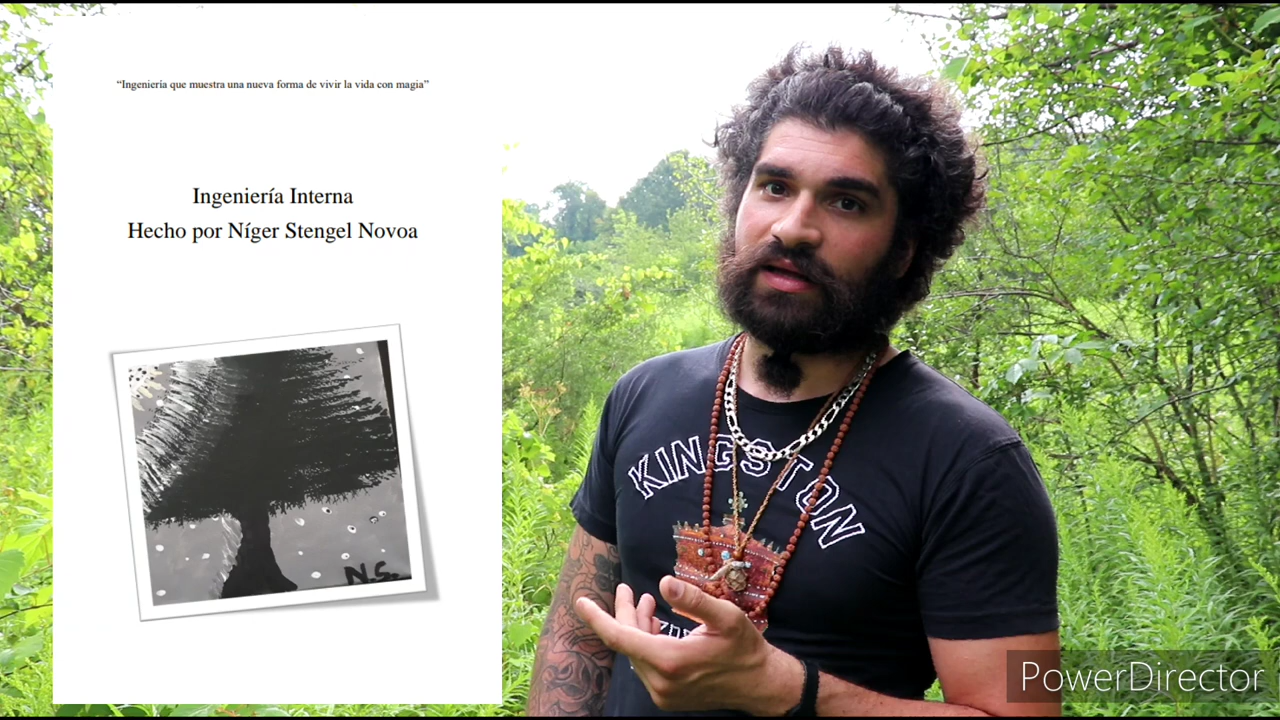 “Ingeniería que muestra una nueva forma de vivir la vida con magia”
Ingeniería Interna
Hecho por Níger Stengel Novoa
N.S.
KINGSTON
PowerDirector